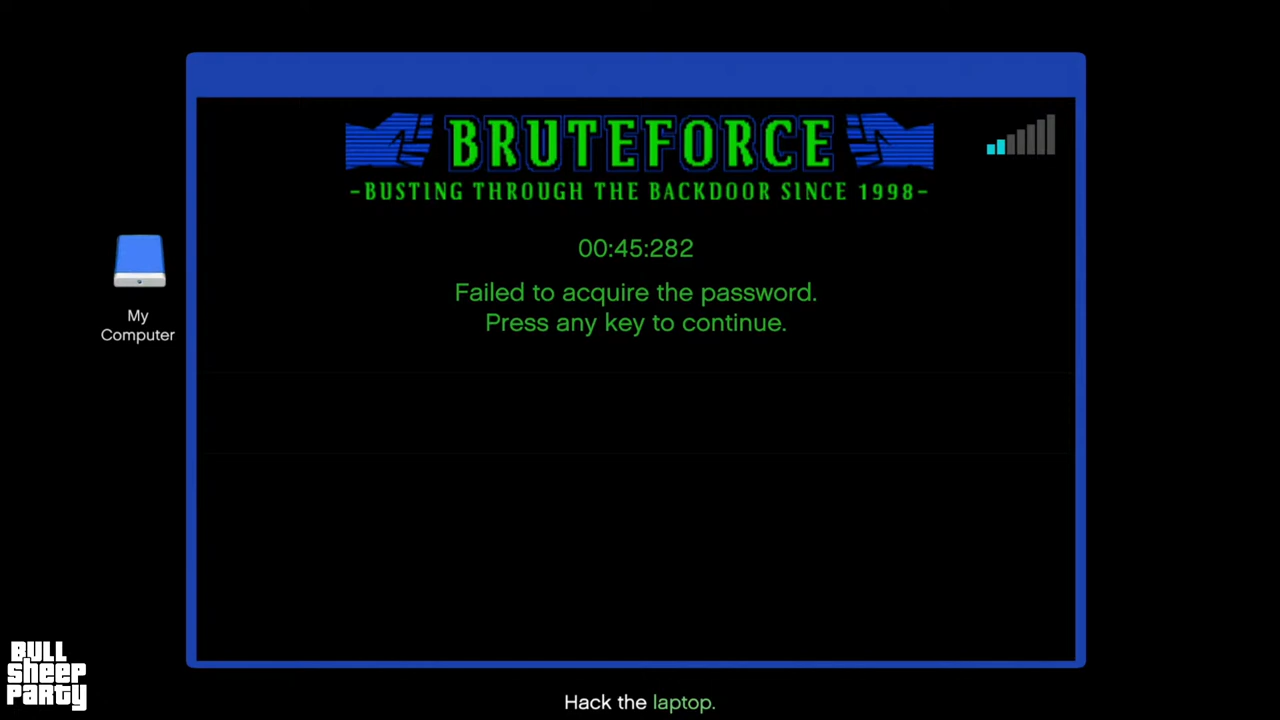 BRUTEFORCE
-BUSTING THROUGH THE BACKDOOR SINCE 1998-
00:45:282
Failed to acquire the password.
Press any key to continue.
My
Computer
BULL
SHEEP
PARTY
Hack the laptop.